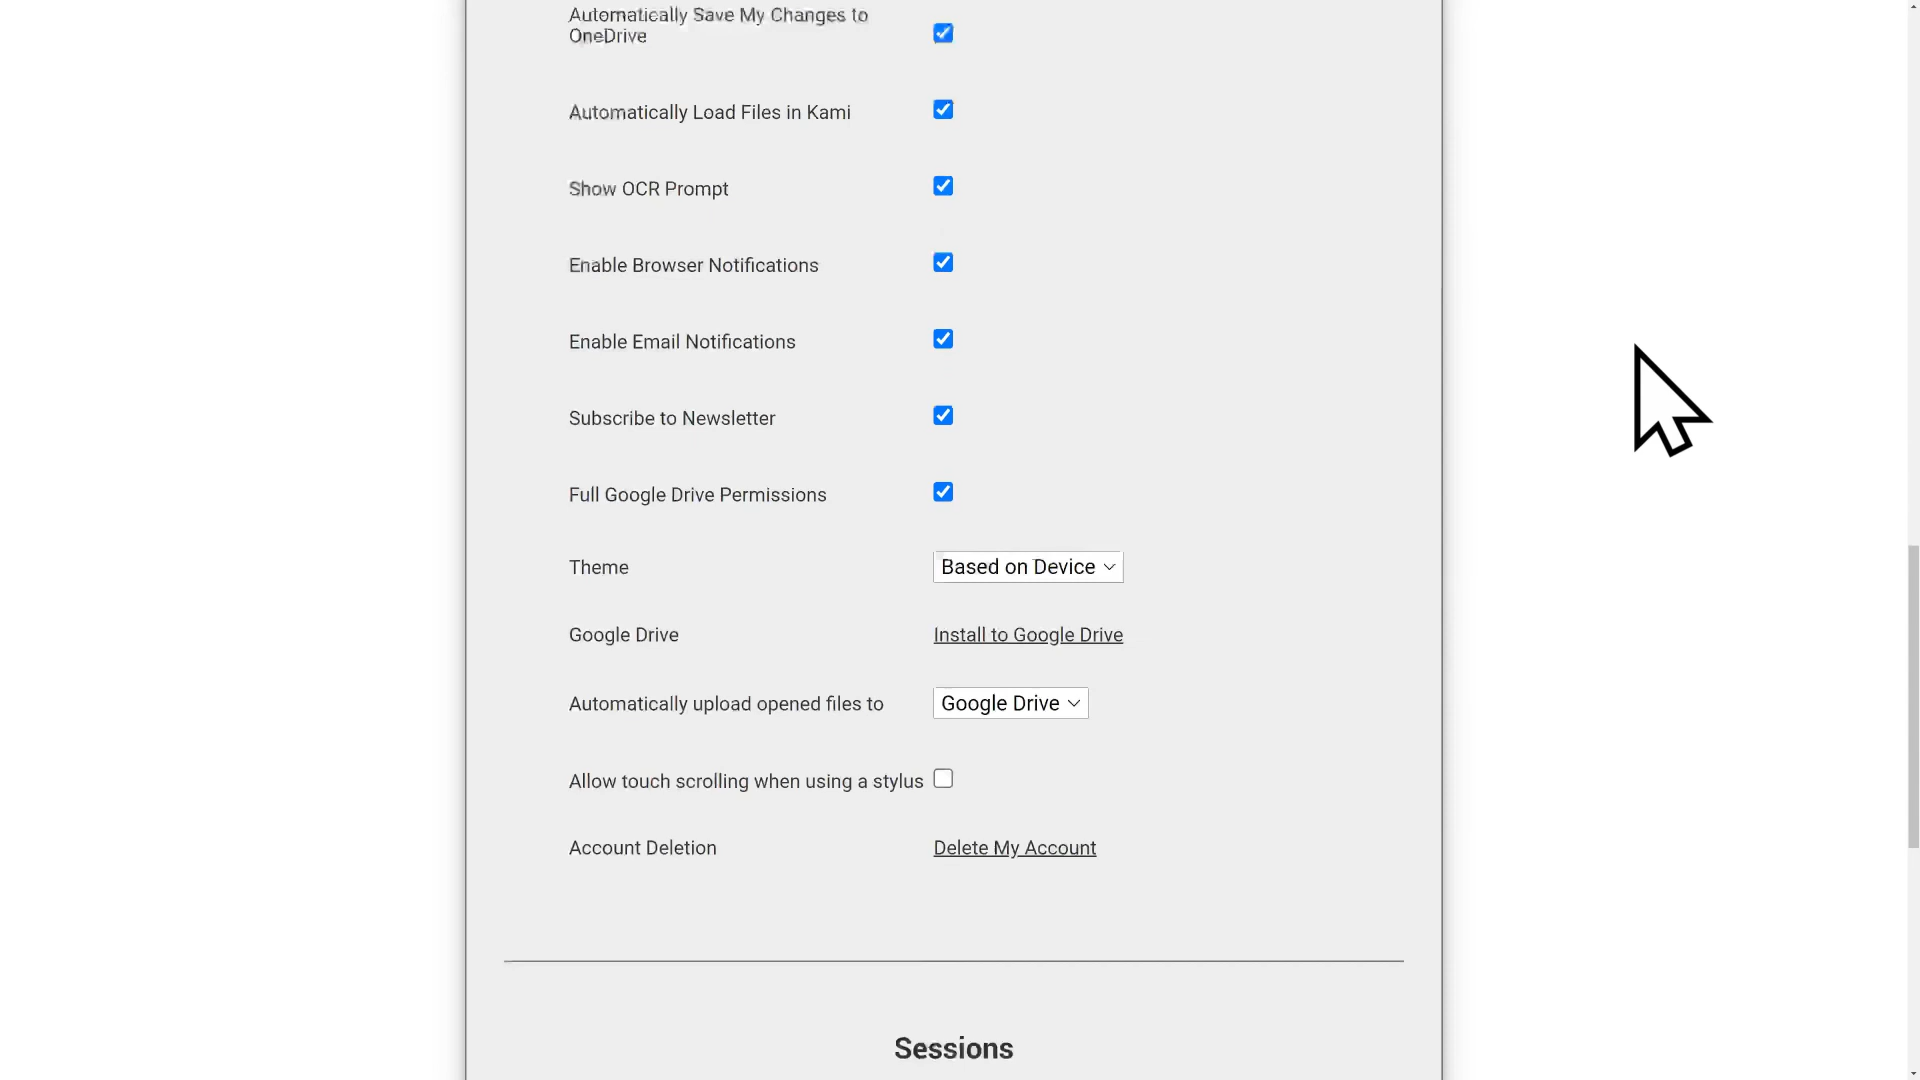 Automatically Save My Changes to
OneDrive
Automatically Load Files in Kami
Show OCR Prompt
Enable Browser Notifications
Enable Email Notifications
Subscribe to Newsletter
Full Google Drive Permissions
Theme Based on Device
Google Drive Install to Google Drive
Automatically upload opened files to Google Drive
Allow touch scrolling when using a stylus
Account Deletion Delete My Account
Sessions